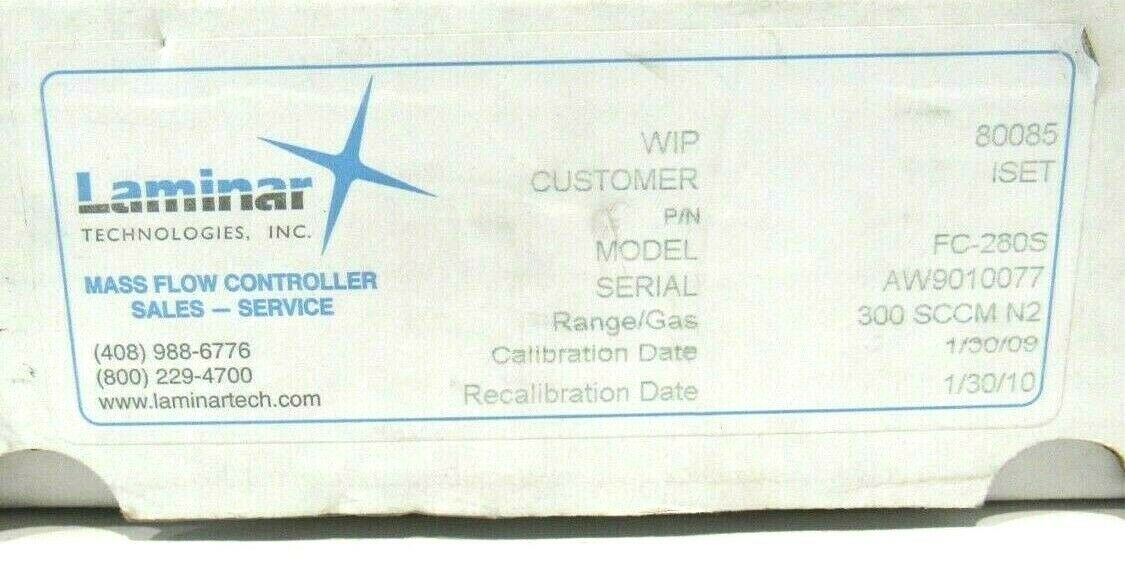 Laminar
TECHNOLOGIES, INC.
MASS FLOW CONTROLLER
SALES — SERVICE
(408) 988-6776
(800) 229-4700
www.laminartech.com
WIP 80085
CUSTOMER ISET
P/N
MODEL FC-280S
SERIAL AW9010077
Range/Gas 300 SCCM N2
Calibration Date 1/30/09
Recalibration Date 1/30/10